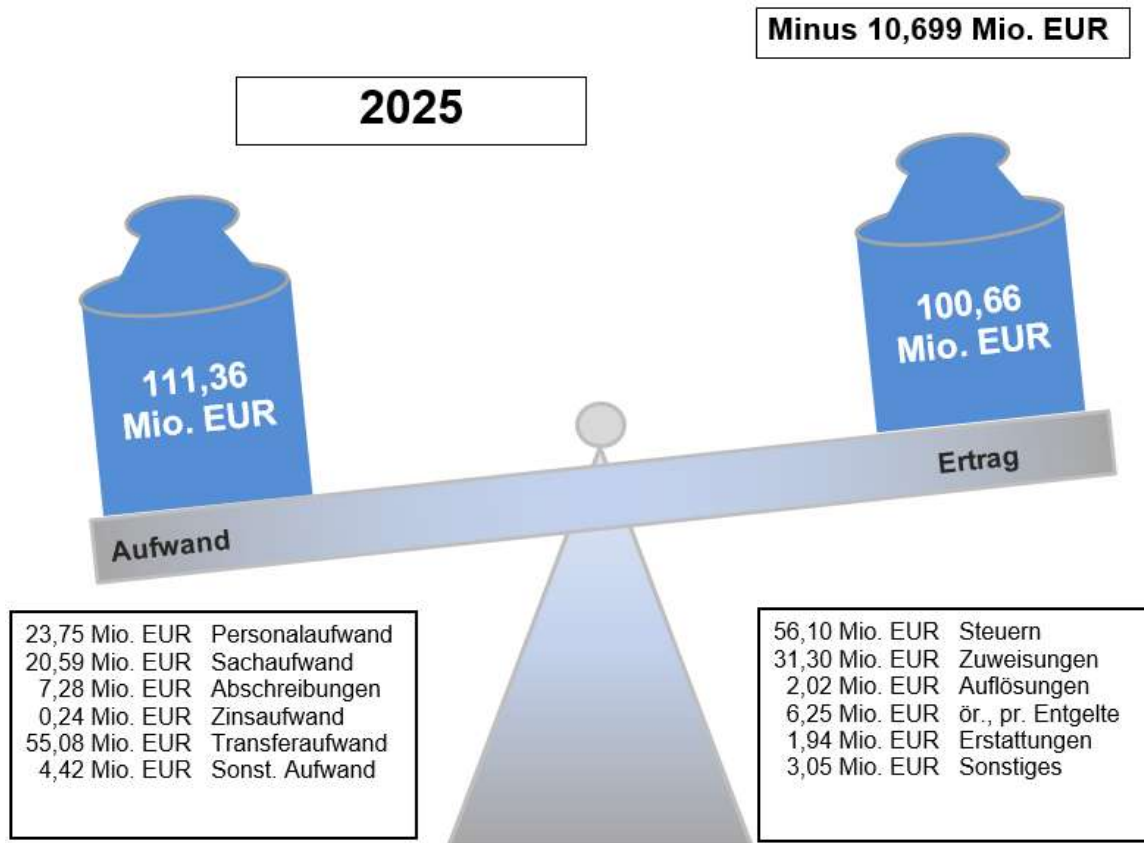 Minus 10,699 Mio. EUR
2025
111,36
Mio. EUR
100,66
Mio. EUR
Aufwand
Ertrag
23,75 Mio. EUR Personalaufwand
20,59 Mio. EUR Sachaufwand
7,28 Mio. EUR Abschreibungen
0,24 Mio. EUR Zinsaufwand
55,08 Mio. EUR Transferaufwand
4,42 Mio. EUR Sonst. Aufwand
56,10 Mio. EUR Steuern
31,30 Mio. EUR Zuweisungen
2,02 Mio. EUR Auflösungen
6,25 Mio. EUR ör., pr. Entgelte
1,94 Mio. EUR Erstattungen
3,05 Mio. EUR Sonstiges